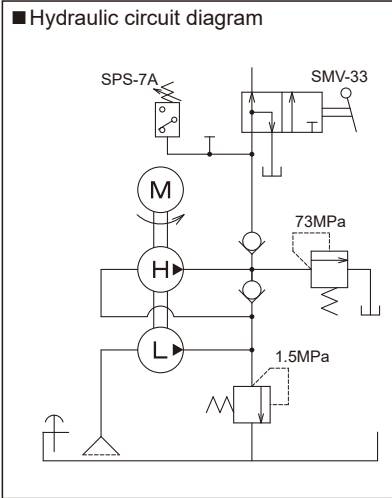 ■ Hydraulic circuit diagram
SPS-7A
SMV-33
M
73MPa
H
L
1.5MPa